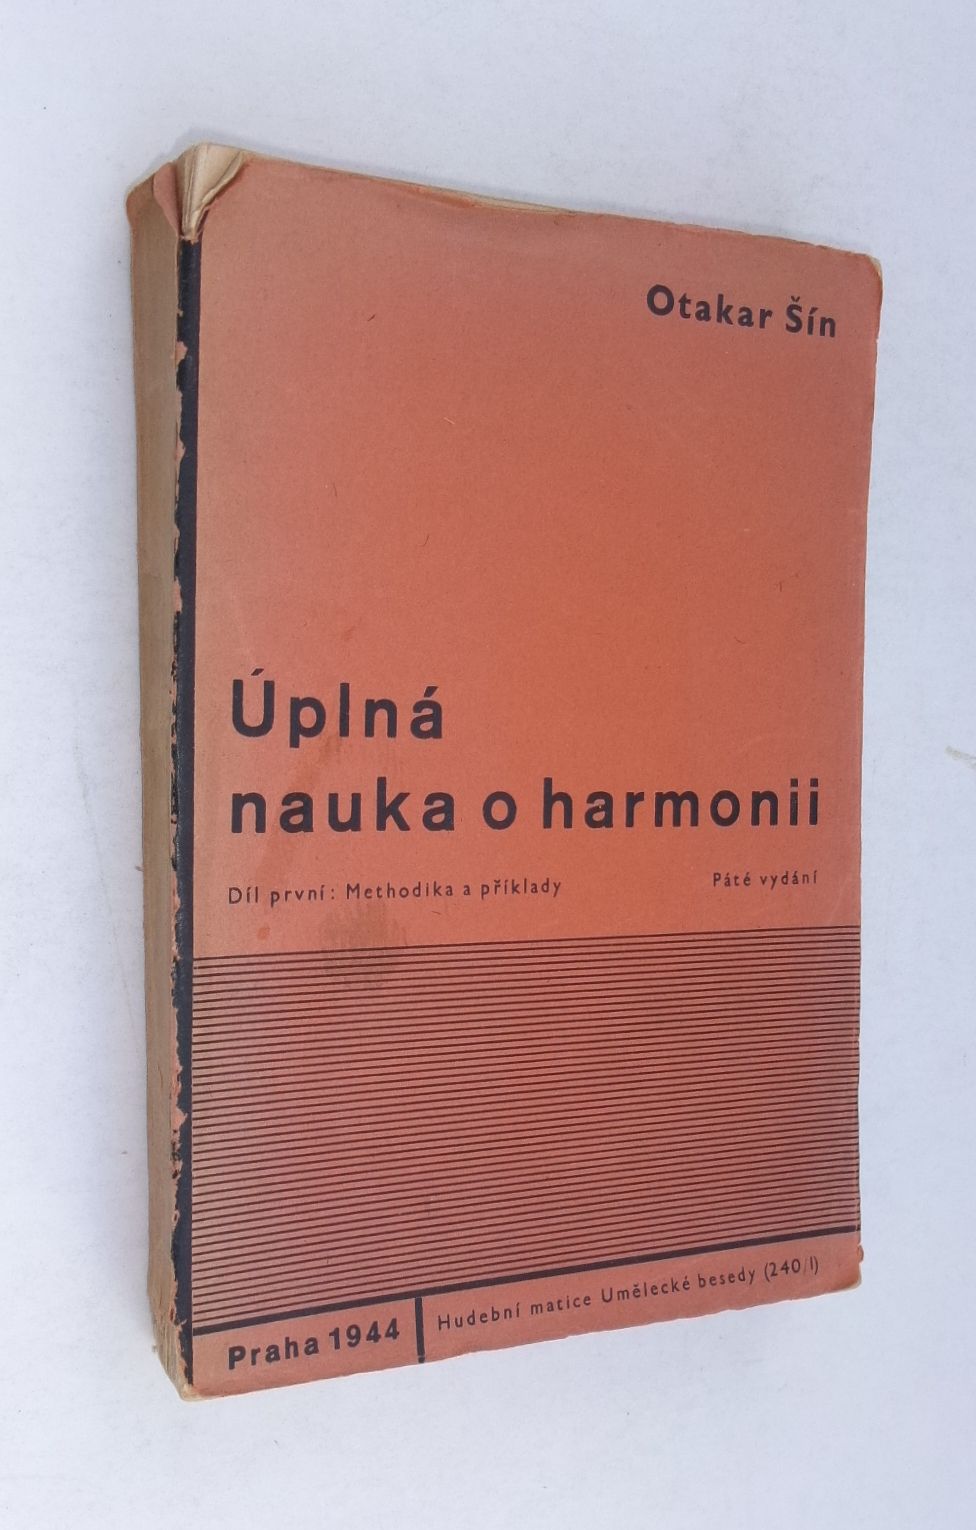 Otakar Šín
Úplná
nauka o harmonii
Díl první: Methodika a příklady
Páté vydání
Praha 1944
Hudební matice Umělecké besedy (240/I)